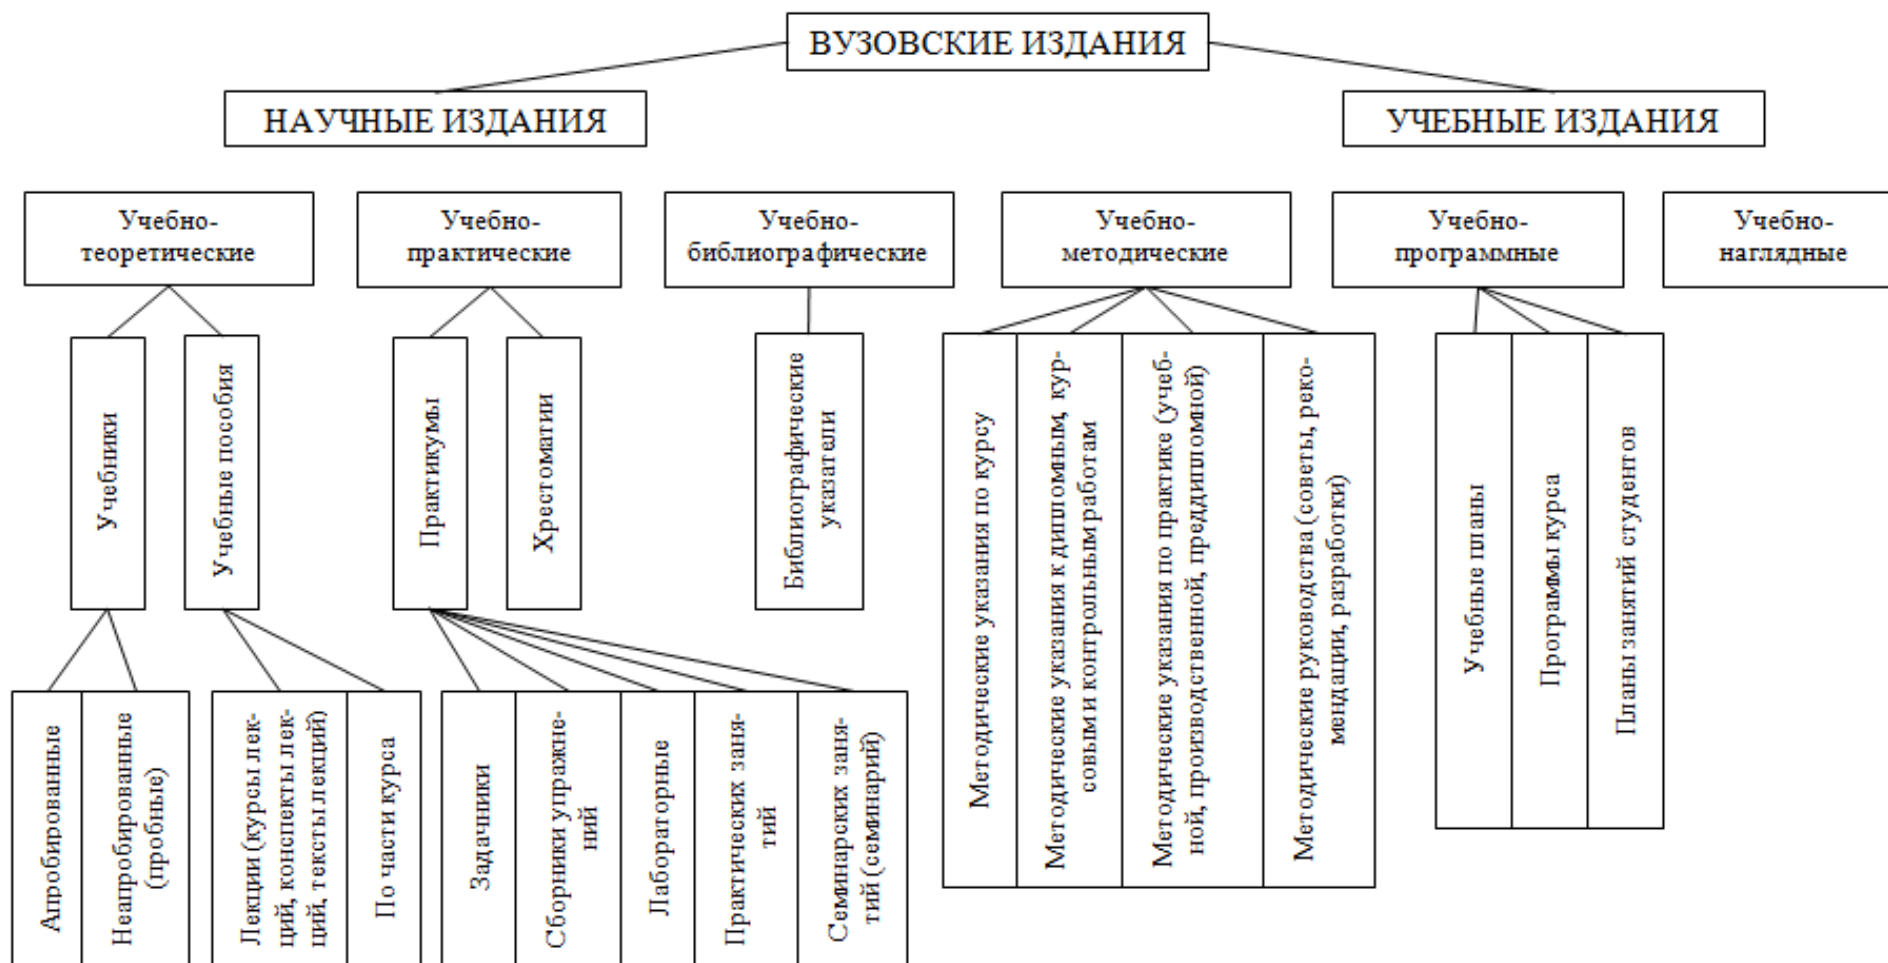 ВУЗОВСКИЕ ИЗДАНИЯ
НАУЧНЫЕ ИЗДАНИЯ
УЧЕБНЫЕ ИЗДАНИЯ
Учебно-
теоретические
Учебно-
практические
Учебно-
библиографические
Учебно-
методические
Учебно-
программные
Учебно-
наглядные
Учебники
Учебные пособия
Практикумы
Хрестоматии
Библиографические
указатели
Методические указания по курсу
Методические указания к дипломным, кур-
совым и контрольным работам
Методические указания по практике (учеб-
ной, производственной, преддипломной)
Методические руководства (советы, реко-
мендации, разработки)
Учебные планы
Программы курса
Планы занятий студентов
Апробированные
Неапробированные
(пробные)
Лекции (курсы лек-
ций, конспекты лек-
ций, тексты лекций)
По части курса
Задачники
Сборники упражне-
ний
Лабораторные
Практических заня-
тий
Семинарских заня-
тий (семинарий)